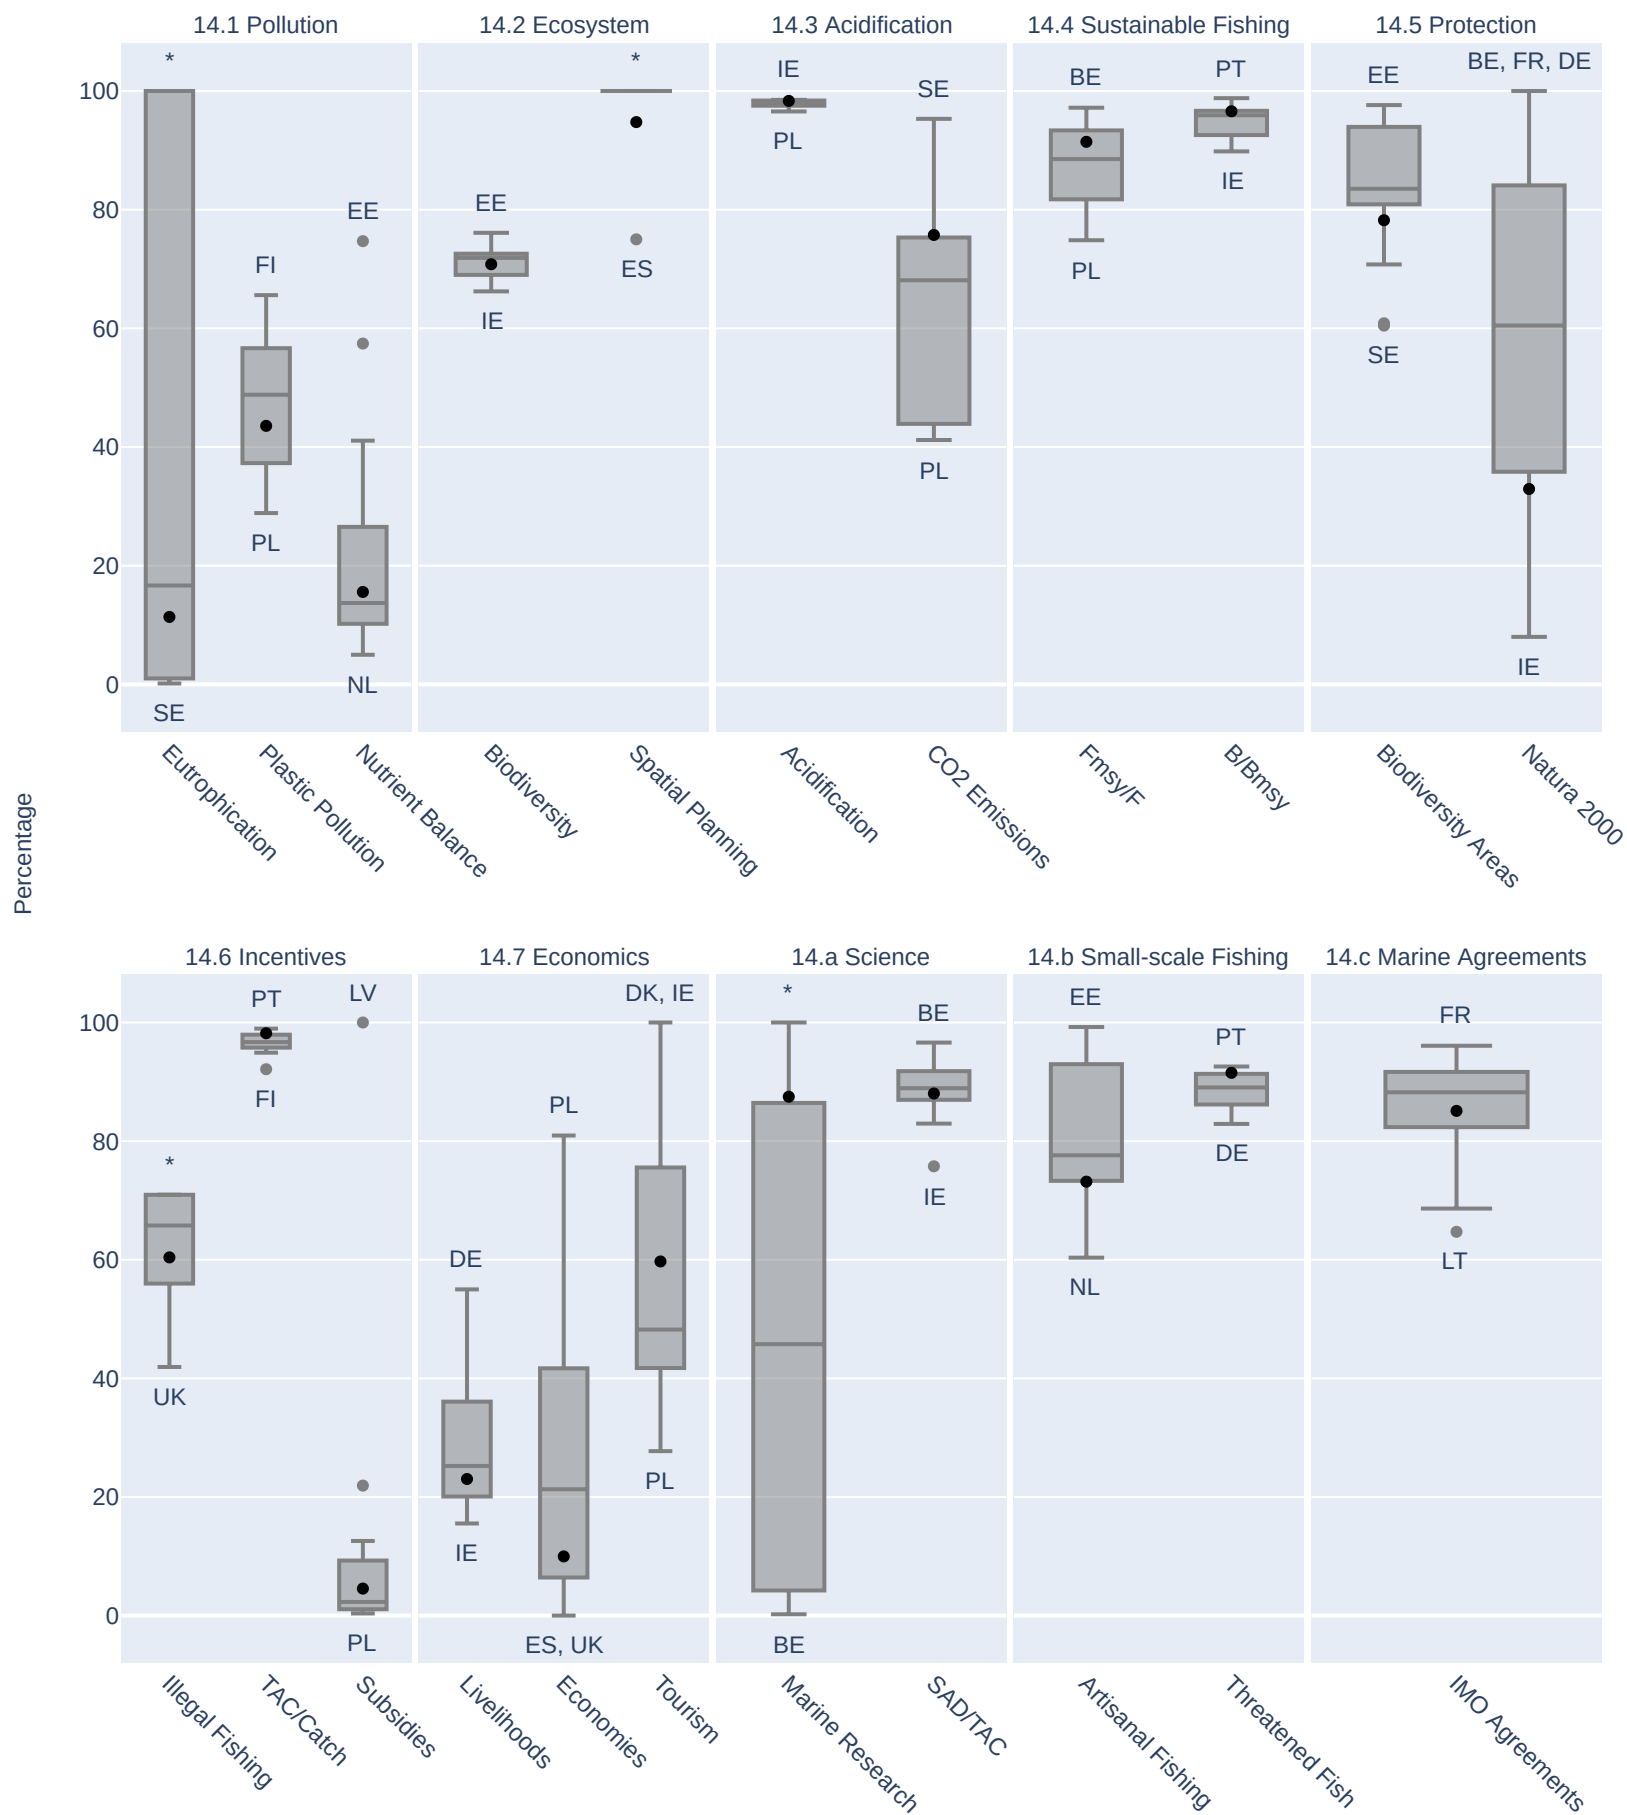 14.1 Pollution 14.2 Ecosystem 14.3 Acidification 14.4 Sustainable Fishing 14.5 Protection
* * IE SE BE PT EE BE, FR, DE
100
PL IE
80
EE EE
FI ES PL
60
IE SE
40
PL
20
PL
0
NL IE
SE
Eutrophication Plastic Pollution Nutrient Balance Biodiversity Spatial Planning Acidification CO2 Emissions Fmsy/F B/Bmsy Biodiversity Areas Natura 2000
Percentage
14.6 Incentives 14.7 Economics 14.a Science 14.b Small-scale Fishing 14.c Marine Agreements
PT LV DK, IE * BE EE PT FR
100
FI PL
80
* IE DE
60
DE NL LT
40
UK
20
IE PL
0
PL ES, UK BE
Illegal Fishing TAC/Catch Subsidies Livelihoods Economies Tourism Marine Research SAD/TAC Artisanal Fishing Threatened Fish IMO Agreements